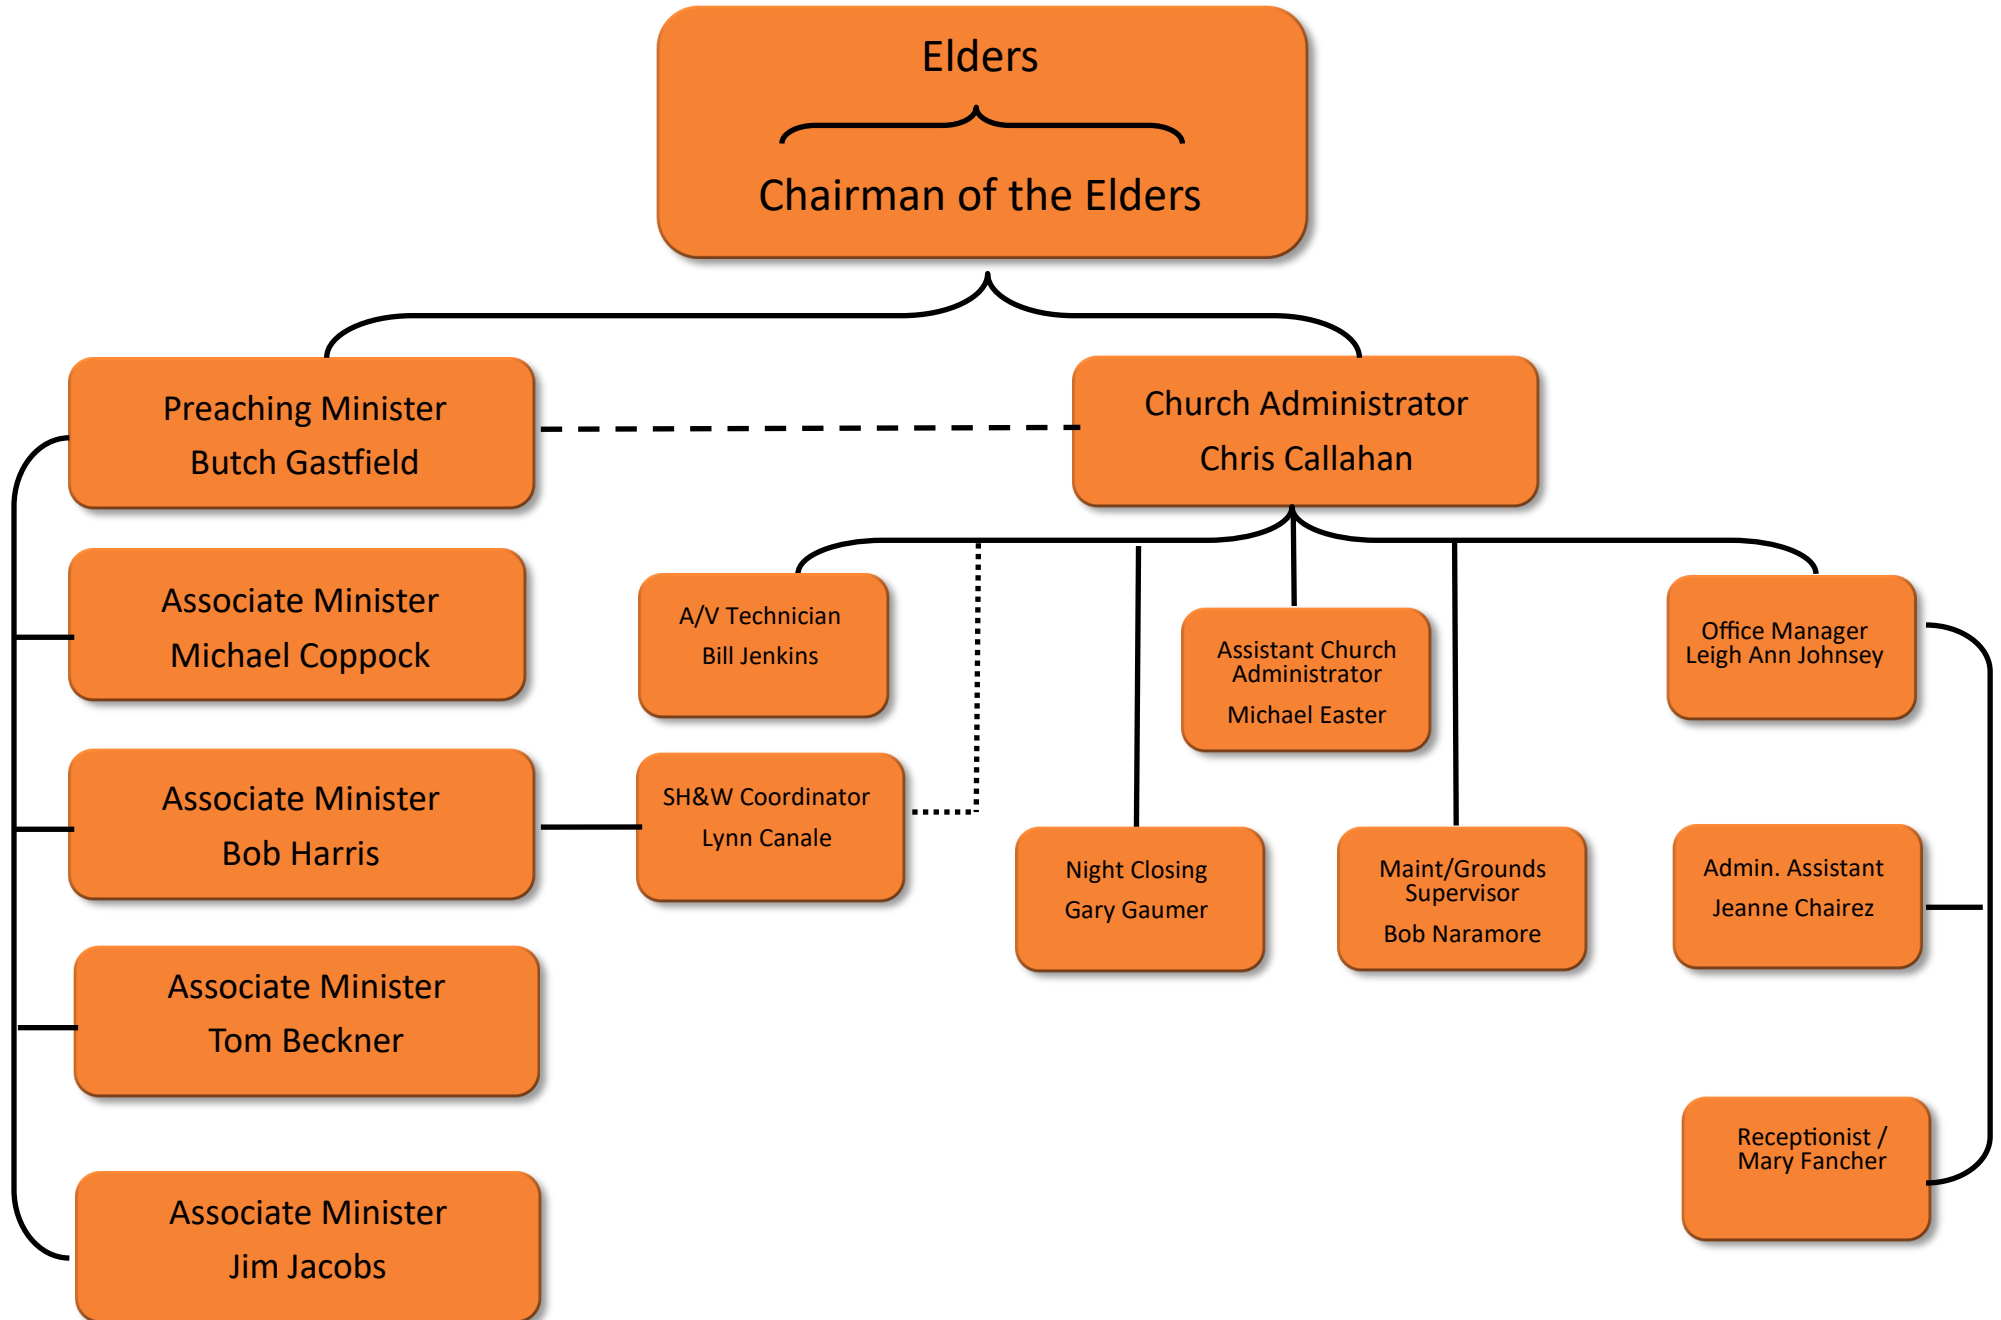 Elders
Chairman of the Elders
Preaching Minister
Butch Gastfield
Church Administrator
Chris Callahan
Associate Minister
Michael Coppock
A/V Technician
Bill Jenkins
Assistant Church
Administrator
Michael Easter
Office Manager
Leigh Ann Johnsey
Associate Minister
Bob Harris
SH&W Coordinator
Lynn Canale
Night Closing
Gary Gaumer
Maint/Grounds
Supervisor
Bob Naramore
Admin. Assistant
Jeanne Chairez
Associate Minister
Tom Beckner
Receptionist /
Mary Fancher
Associate Minister
Jim Jacobs